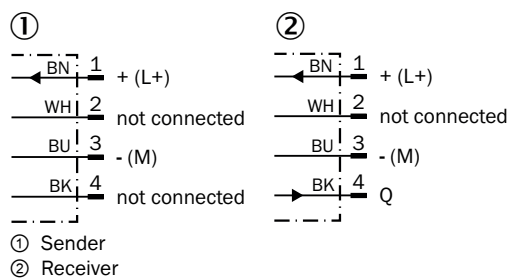 ① ②
BN 1 + (L+)
WH 2 not connected
BU 3 - (M)
BK 4 not connected
BN 1 + (L+)
WH 2 not connected
BU 3 - (M)
BK 4 Q
① Sender
② Receiver